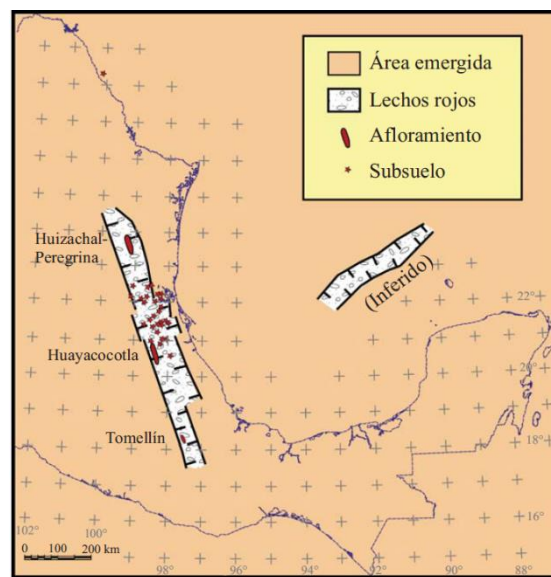 Área emergida
Lechos rojos
Afloramiento
Subsuelo
Huizachal-
Peregrina
(Inferido)
22°
Huayacocotla
20°
Tomellín
18°
16°
102°
100°
0 100 200 km
98°
96
94
92
90
88°